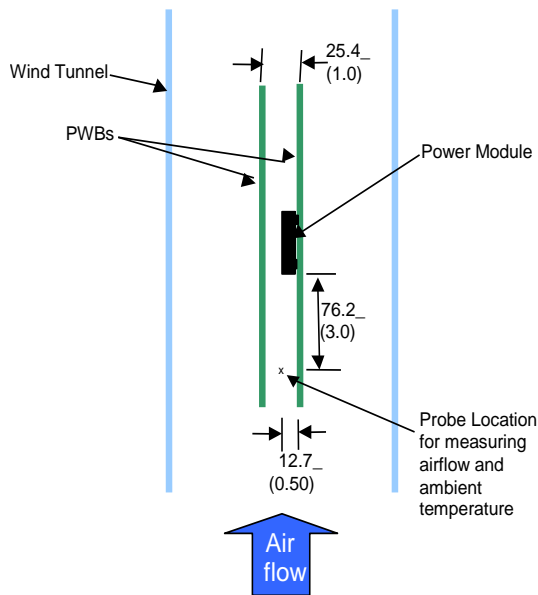 25.4_
(1.0)
Wind Tunnel
PWBs
Power Module
76.2_
(3.0)
x
Probe Location
for measuring
airflow and
ambient
temperature
12.7_
(0.50)
Air
flow